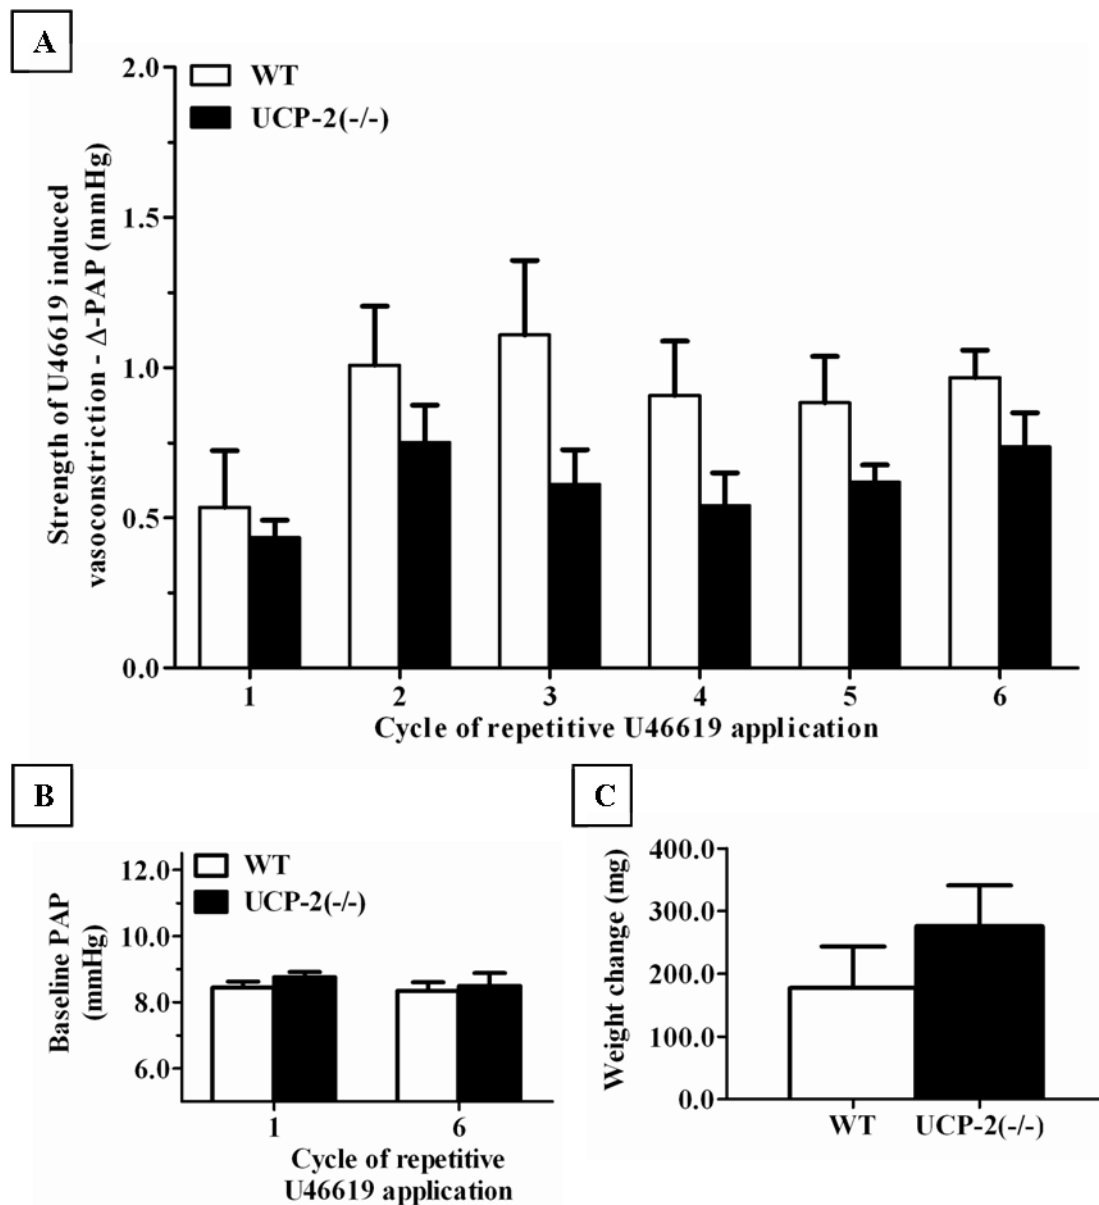 A
2.0
1.5
1.0
0.5
0.0
Strength of U46619 induced
vasoconstriction - Δ-PAP (mmHg)
WT
UCP-2(-/-)
1 2 3 4 5 6
Cycle of repetitive U46619 application
B
12.0
10.0
8.0
6.0
Baseline PAP
(mmHg)
WT
UCP-2(-/-)
1 6
Cycle of repetitive
U46619 application
C
400.0
300.0
200.0
100.0
0.0
Weight change (mg)
WT UCP-2(-/-)